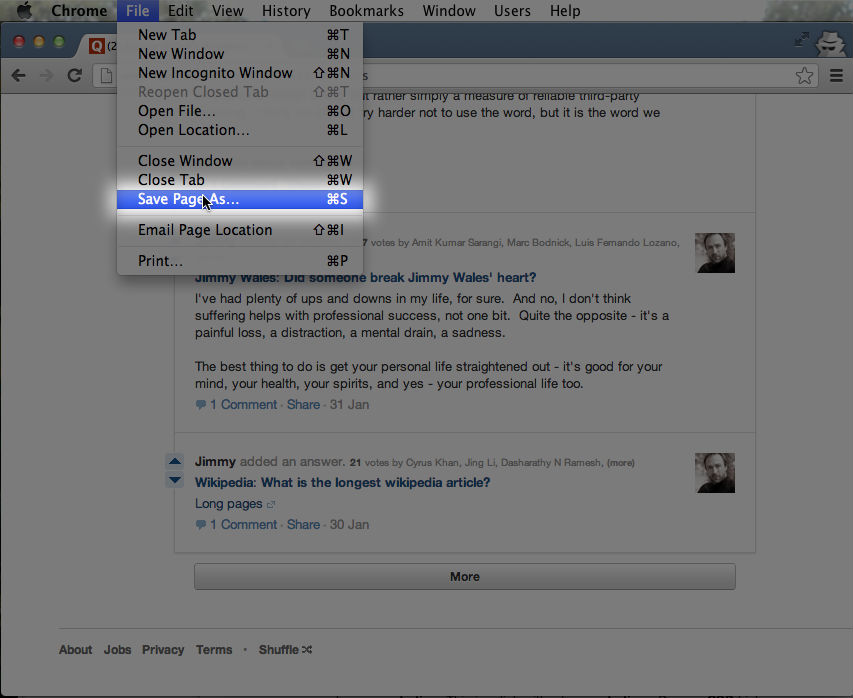 Chrome File Edit View History Bookmarks Window Users Help
New Tab ⌘T
New Window ⌘N
New Incognito Window ⇧⌘N
Reopen Closed Tab ⇧⌘T
Open File... ⌘O
Open Location... ⌘L
Close Window ⇧⌘W
Close Tab ⌘W
Save Page As... ⌘S
Email Page Location ⇧⌘I
Print... ⌘P
Q (2
rather simply a measure of reliable third-party
harder not to use the word, but it is the word we
votes by Amit Kumar Sarangi, Marc Bodnick, Luis Fernando Lozano,
Jimmy Wales: Did someone break Jimmy Wales' heart?
I've had plenty of ups and downs in my life, for sure. And no, I don't think
suffering helps with professional success, not one bit. Quite the opposite - it's a
painful loss, a distraction, a mental drain, a sadness.
The best thing to do is get your personal life straightened out - it's good for your
mind, your health, your spirits, and yes - your professional life too.
1 Comment · Share · 31 Jan
Jimmy added an answer. 21 votes by Cyrus Khan, Jing Li, Dasharathy N Ramesh, (more)
Wikipedia: What is the longest wikipedia article?
Long pages
1 Comment · Share · 30 Jan
More
About Jobs Privacy Terms · Shuffle